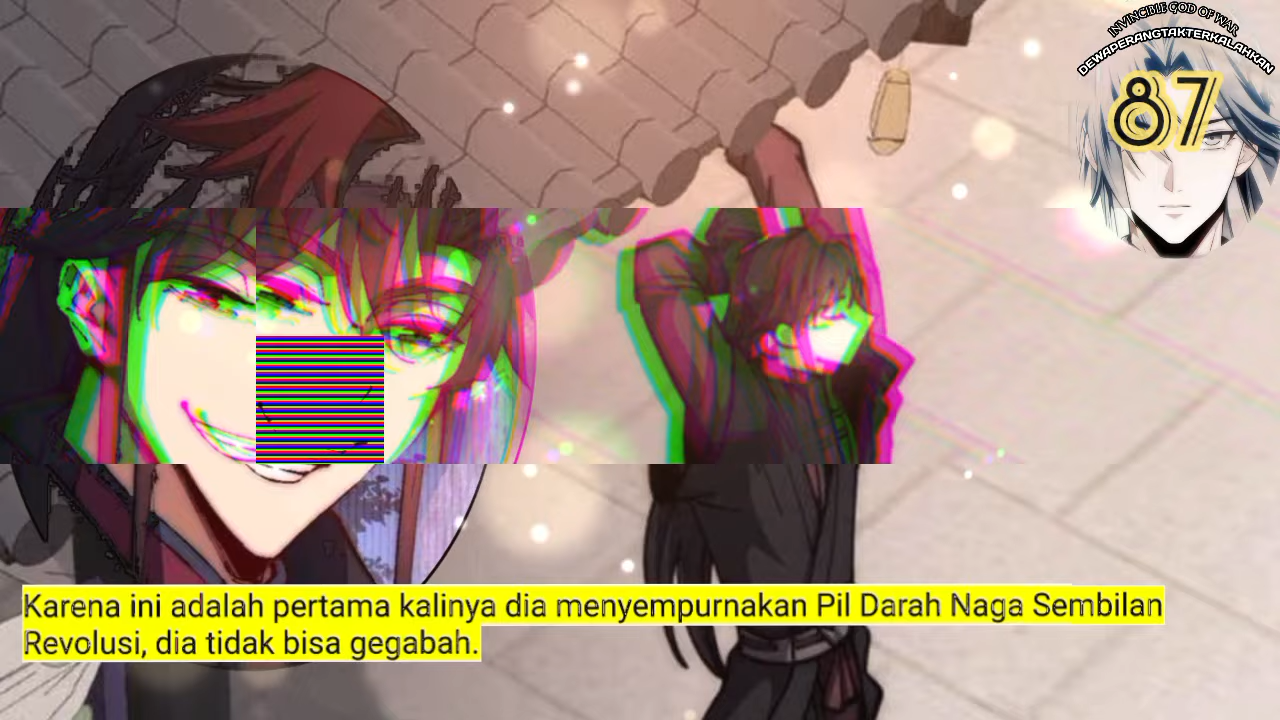 INVINCIBLE GOD OF WAR
DEWAPERANGTAKTERKALAHKAN
87
Karena ini adalah pertama kalinya dia menyempurnakan Pil Darah Naga Sembilan
Revolusi, dia tidak bisa gegabah.